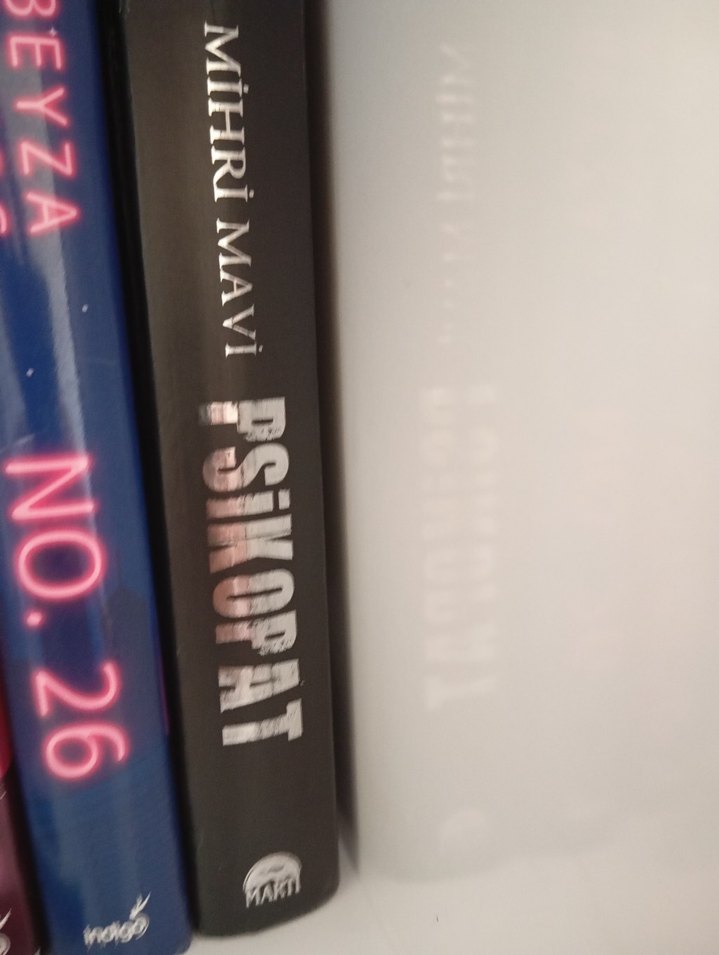 BEYZA
NO. 26
indigo
MİHRİ MAVİ
PSİKOPAT
MARTI